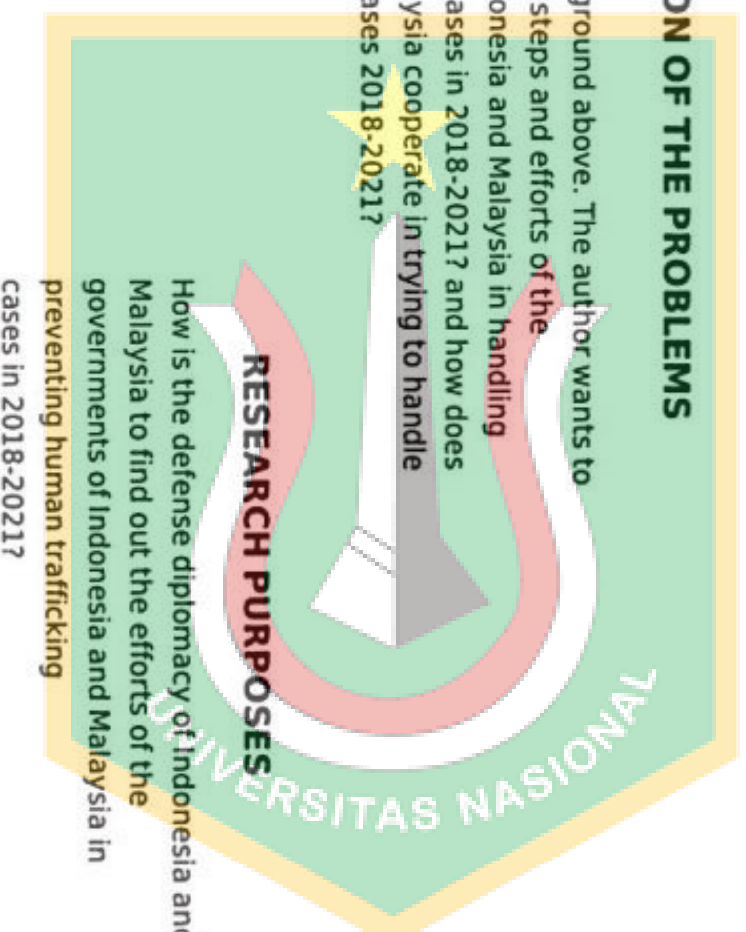 ON OF THE PROBLEMS
ground above. The author wants to
steps and efforts of the
onesia and Malaysia in handling
ases in 2018-2021? and how does
ysia cooperate in trying to handle
ases 2018-2021?
RESEARCH PURPOSES
How is the defense diplomacy of Indonesia and
Malaysia to find out the efforts of the
governments of Indonesia and Malaysia in
preventing human trafficking
cases in 2018-2021?
UNIVERSITAS NASIONAL